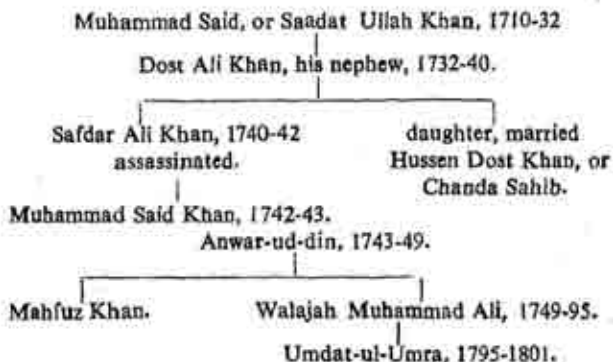 Muhammad Said, or Saadat Ullah Khan, 1710-32
Dost Ali Khan, his nephew, 1732-40.
Safdar Ali Khan, 1740-42
assassinated.
daughter, married
Hussen Dost Khan, or
Chanda Sahib.
Muhammad Said Khan, 1742-43.
Anwar-ud-din, 1743-49.
Mahfuz Khan.
Walajah Muhammad Ali, 1749-95.
Umdat-ul-Umra, 1795-1801.